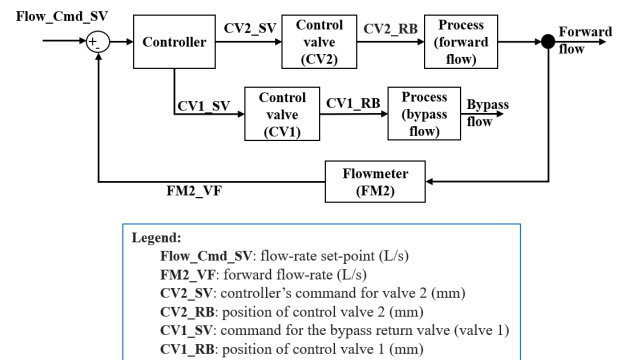 Flow_Cmd_SV
+
-
Controller
CV2_SV
Control
valve
(CV2)
CV2_RB
Process
(forward
flow)
Forward
flow
CV1_SV
Control
valve
(CV1)
CV1_RB
Process
(bypass
flow)
Bypass
flow
Flowmeter
(FM2)
FM2_VF
Legend:
Flow_Cmd_SV: flow-rate set-point (L/s)
FM2_VF: forward flow-rate (L/s)
CV2_SV: controller's command for valve 2 (mm)
CV2_RB: position of control valve 2 (mm)
CV1_SV: command for the bypass return valve (valve 1)
CV1_RB: position of control valve 1 (mm)